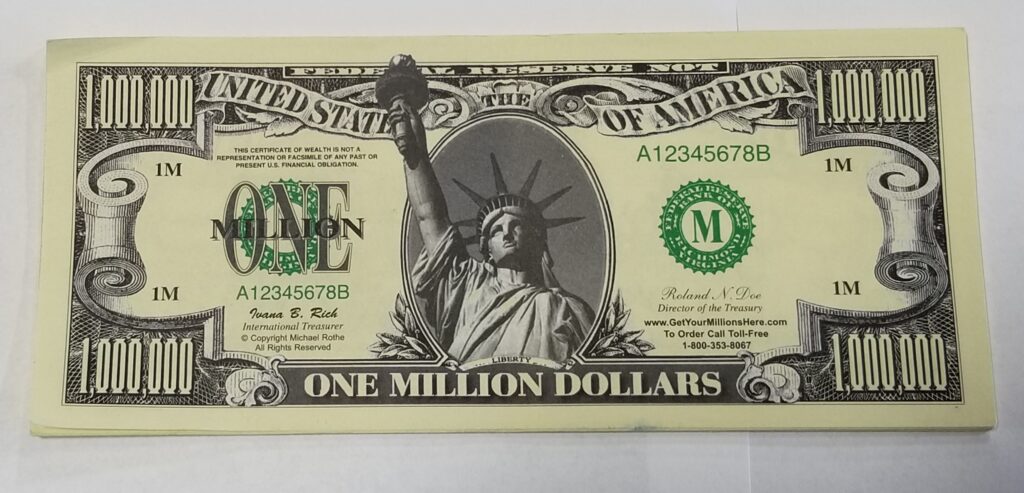 FEDERAL RESERVE NOT
1,000,000
UNITED STAT
THE
OF AMERICA
1,000,000
THIS CERTIFICATE OF WEALTH IS NOT A
REPRESENTATION OR FACSIMILE OF ANY PAST OR
PRESENT U.S. FINANCIAL OBLIGATION.
A12345678B
1M
1M
ONE
MILLION
M
A12345678B
1M
1M
Ivana B. Rich
International Treasurer
© Copyright Michael Rothe
All Rights Reserved
Roland N. Doe
Director of the Treasury
www.GetYourMillionsHere.com
To Order Call Toll-Free
1-800-353-8067
LIBERTY
1,000,000
ONE MILLION DOLLARS
1,000,000